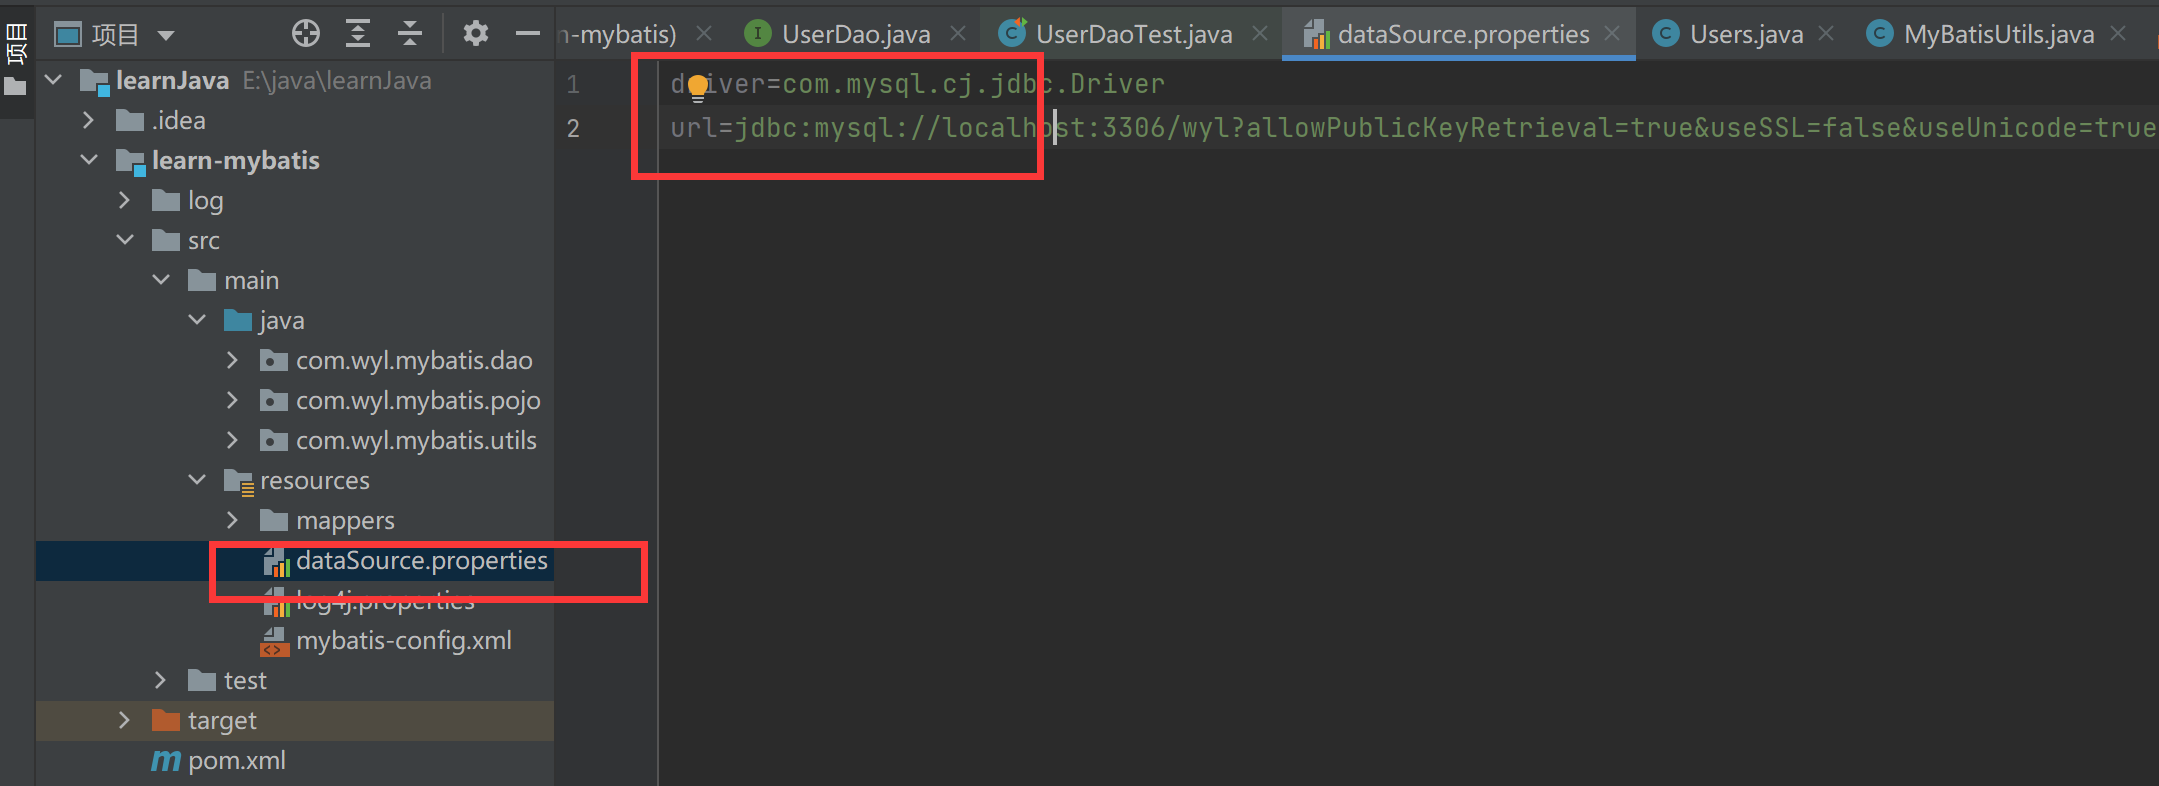 项目
项目
n-mybatis)
UserDao.java
UserDaoTest.java
dataSource.properties
Users.java
MyBatisUtils.java
learnJava E:\java\learnJava
.idea
learn-mybatis
log
src
main
java
com.wyl.mybatis.dao
com.wyl.mybatis.pojo
com.wyl.mybatis.utils
resources
mappers
dataSource.properties
log4j.properties
mybatis-config.xml
test
target
pom.xml
1 driver=com.mysql.cj.jdbc.Driver
2 url=jdbc:mysql://localhost:3306/wyl?allowPublicKeyRetrieval=true&useSSL=false&useUnicode=true